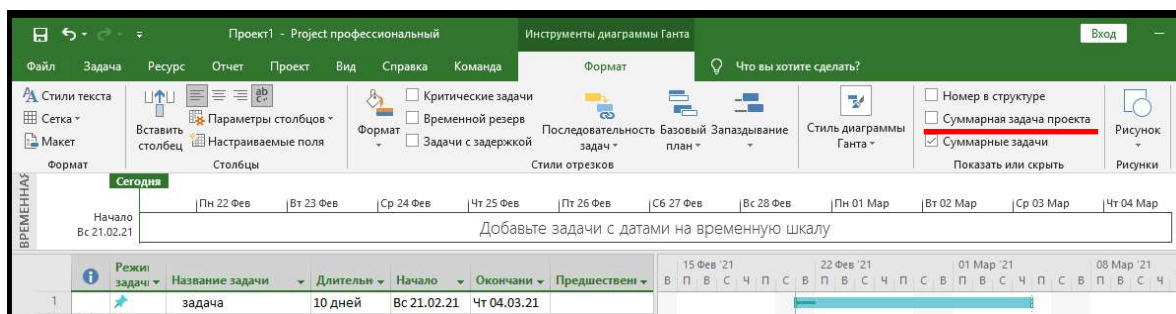 Проект1 - Project профессиональный
Инструменты диаграммы Ганта
Вход
Файл Задача Ресурс Отчет Проект Вид Справка Команда Формат Что вы хотите сделать?
Стили текста
Сетка
Макет
Формат
Вставить столбец
Параметры столбцов
Настраиваемые поля
Столбцы
Формат
Критические задачи
Временной резерв
Задачи с задержкой
Последовательность задач
Базовый план
Запаздывание
Стили отрезков
Стиль диаграммы Ганта
Номер в структуре
Суммарная задача проекта
Суммарные задачи
Показать или скрыть
Рисунок
Рисунки
ВРЕМЕННАЯ
Сегодня
Пн 22 Фев Вт 23 Фев Ср 24 Фев Чт 25 Фев Пт 26 Фев Сб 27 Фев Вс 28 Фев Пн 01 Мар Вт 02 Мар Ср 03 Мар Чт 04 Мар
Начало
Вс 21.02.21
Добавьте задачи с датами на временную шкалу
Режи задач Название задачи Длительн Начало Окончани Предшествен
15 Фев '21 22 Фев '21 01 Мар '21 08 Мар '21
В П В С Ч П С В П В С Ч П С В П В С Ч П С В П В С Ч
1 задача 10 дней Вс 21.02.21 Чт 04.03.21